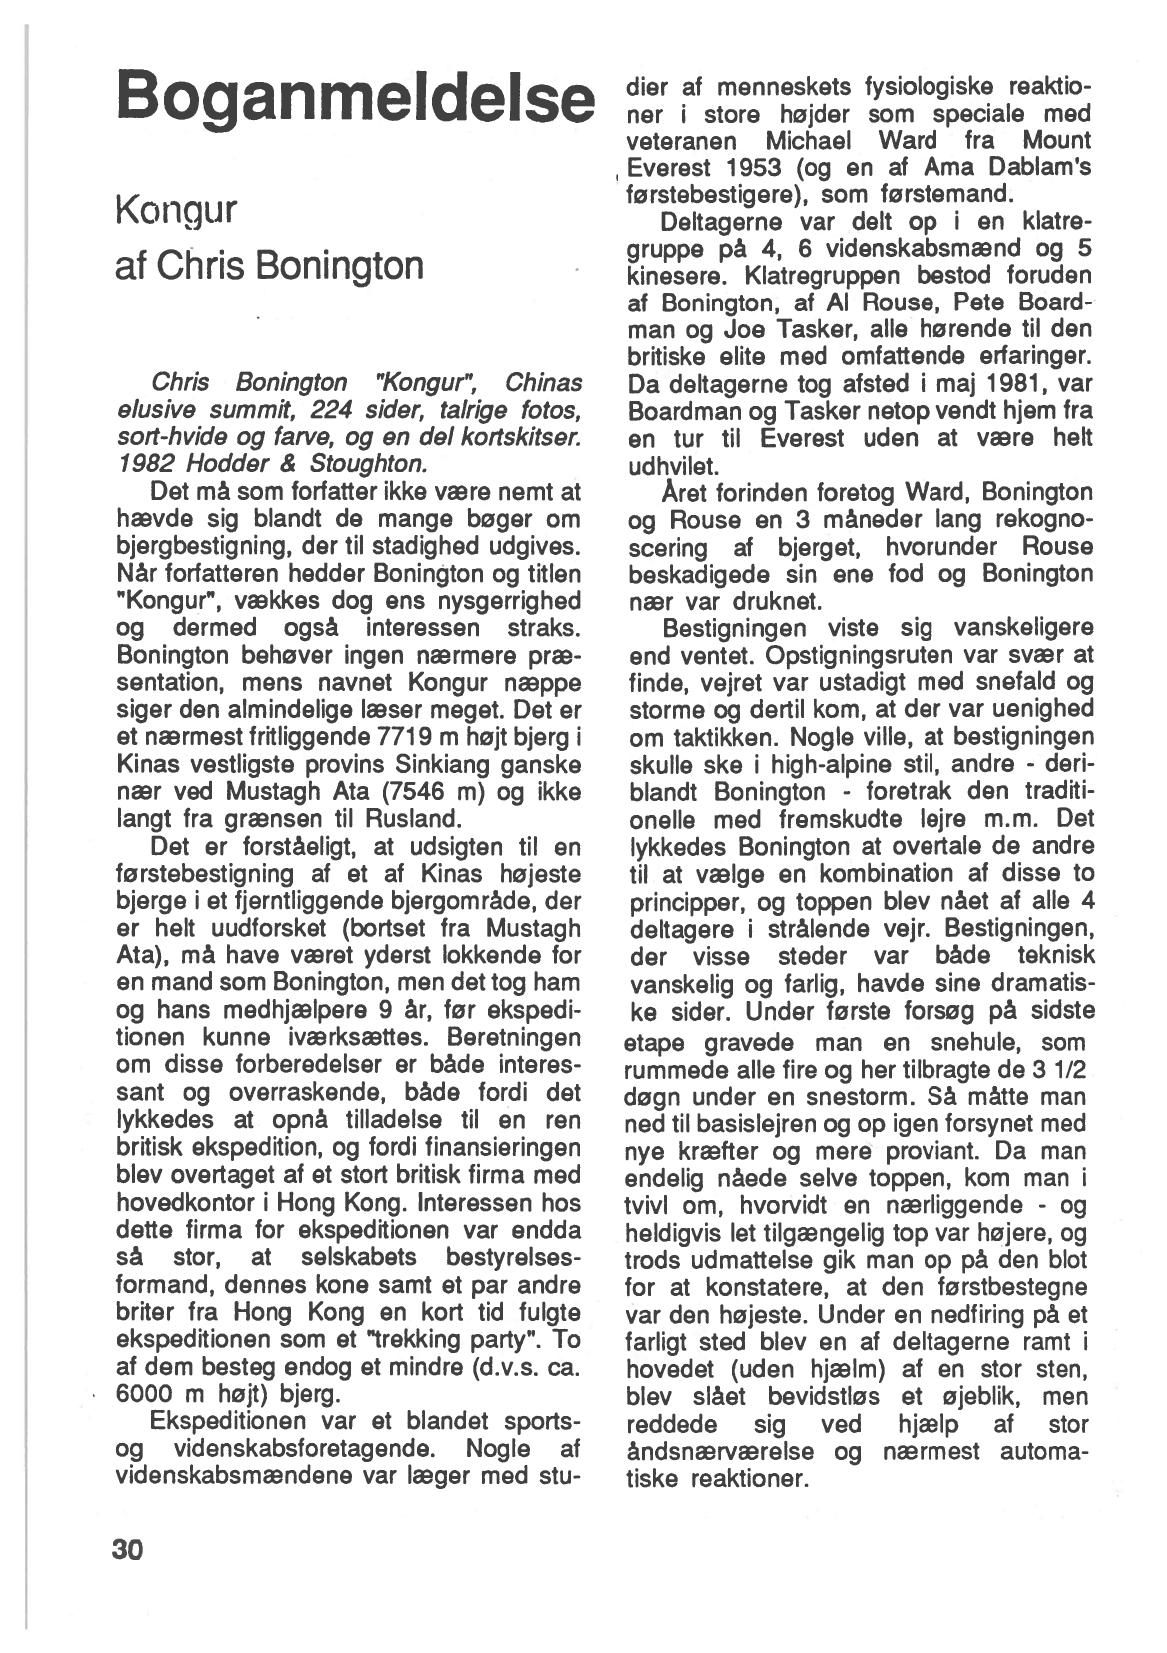 Boganmeldelse
Kongur
af Chris Bonington
Chris Bonington "Kongur", Chinas
elusive summit, 224 sider, talrige fotos,
sort-hvide og farve, og en del kortskitser.
1982 Hodder & Stoughton.
Det må som forfatter ikke være nemt at
hævde sig blandt de mange bøger om
bjergbestigning, der til stadighed udgives.
Når forfatteren hedder Bonington og titlen
"Kongur", vækkes dog ens nysgerrighed
og dermed også interessen straks.
Bonington behøver ingen nærmere præ-
sentation, mens navnet Kongur næppe
siger den almindelige læser meget. Det er
et nærmest fritliggende 7719 m højt bjerg i
Kinas vestligste provins Sinkiang ganske
nær ved Mustagh Ata (7546 m) og ikke
langt fra grænsen til Rusland.
Det er forståeligt, at udsigten til en
førstebestigning af et af Kinas højeste
bjerge i et fjerntliggende bjergområde, der
er helt uudforsket (bortset fra Mustagh
Ata), må have været yderst lokkende for
en mand som Bonington, men det tog ham
og hans medhjælpere 9 år, før ekspedi-
tionen kunne iværksættes. Beretningen
om disse forberedelser er både interes-
sant og overraskende, både fordi det
lykkedes at opnå tilladelse til en ren
britisk ekspedition, og fordi finansieringen
blev overtaget af et stort britisk firma med
hovedkontor i Hong Kong. Interessen hos
dette firma for ekspeditionen var endda
så stor, at selskabets bestyrelses-
formand, dennes kone samt et par andre
briter fra Hong Kong en kort tid fulgte
ekspeditionen som et "trekking party". To
af dem besteg endog et mindre (d.v.s. ca.
6000 m højt) bjerg.
Ekspeditionen var et blandet sports-
og videnskabsforetagende. Nogle af
videnskabsmændene var læger med stu-
dier af menneskets fysiologiske reaktio-
ner i store højder som speciale med
veteranen Michael Ward fra Mount
Everest 1953 (og en af Ama Dablam's
førstebestigere), som førstemand.
Deltagerne var delt op i en klatre-
gruppe på 4, 6 videnskabsmænd og 5
kinesere. Klatregruppen bestod foruden
af Bonington, af Al Rouse, Pete Board-
man og Joe Tasker, alle hørende til den
britiske elite med omfattende erfaringer.
Da deltagerne tog afsted i maj 1981, var
Boardman og Tasker netop vendt hjem fra
en tur til Everest uden at være helt
udhvilet.
Året forinden foretog Ward, Bonington
og Rouse en 3 måneder lang rekogno-
scering af bjerget, hvorunder Rouse
beskadigede sin ene fod og Bonington
nær var druknet.
Bestigningen viste sig vanskeligere
end ventet. Opstigningsruten var svær at
finde, vejret var ustadigt med snefald og
storme og dertil kom, at der var uenighed
om taktikken. Nogle ville, at bestigningen
skulle ske i high-alpine stil, andre - deri-
blandt Bonington - foretrak den traditi-
onelle med fremskudte lejre m.m. Det
lykkedes Bonington at overtale de andre
til at vælge en kombination af disse to
principper, og toppen blev nået af alle 4
deltagere i strålende vejr. Bestigningen,
der visse steder var både teknisk
vanskelig og farlig, havde sine dramatis-
ke sider. Under første forsøg på sidste
etape gravede man en snehule, som
rummede alle fire og her tilbragte de 3 1/2
døgn under en snestorm. Så måtte man
ned til basislejren og op igen forsynet med
nye kræfter og mere proviant. Da man
endelig nåede selve toppen, kom man i
tvivl om, hvorvidt en nærliggende - og
heldigvis let tilgængelig top var højere, og
trods udmattelse gik man op på den blot
for at konstatere, at den førstbestegne
var den højeste. Under en nedfiring på et
farligt sted blev en af deltagerne ramt i
hovedet (uden hjælm) af en stor sten,
blev slået bevidstløs et øjeblik, men
reddede sig ved hjælp af stor
åndsnærværelse og nærmest automa-
tiske reaktioner.
30